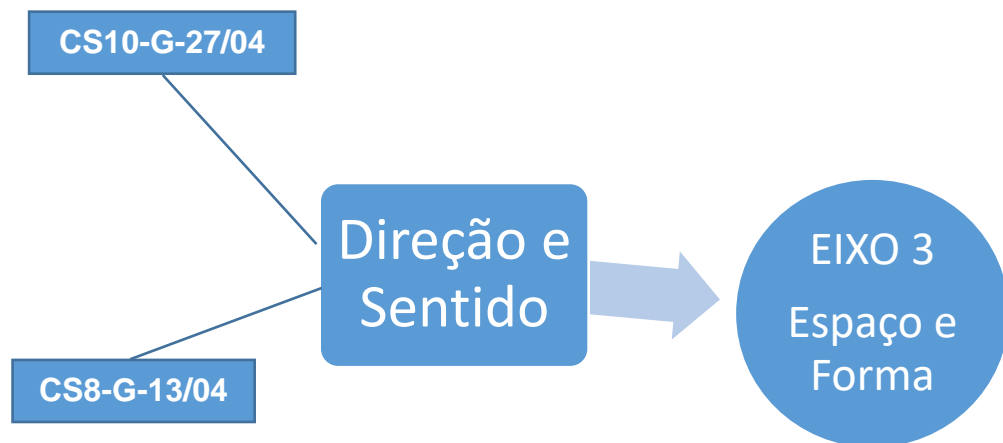 CS10-G-27/04
Direção e
Sentido
EIXO 3
Espaço e
Forma
CS8-G-13/04